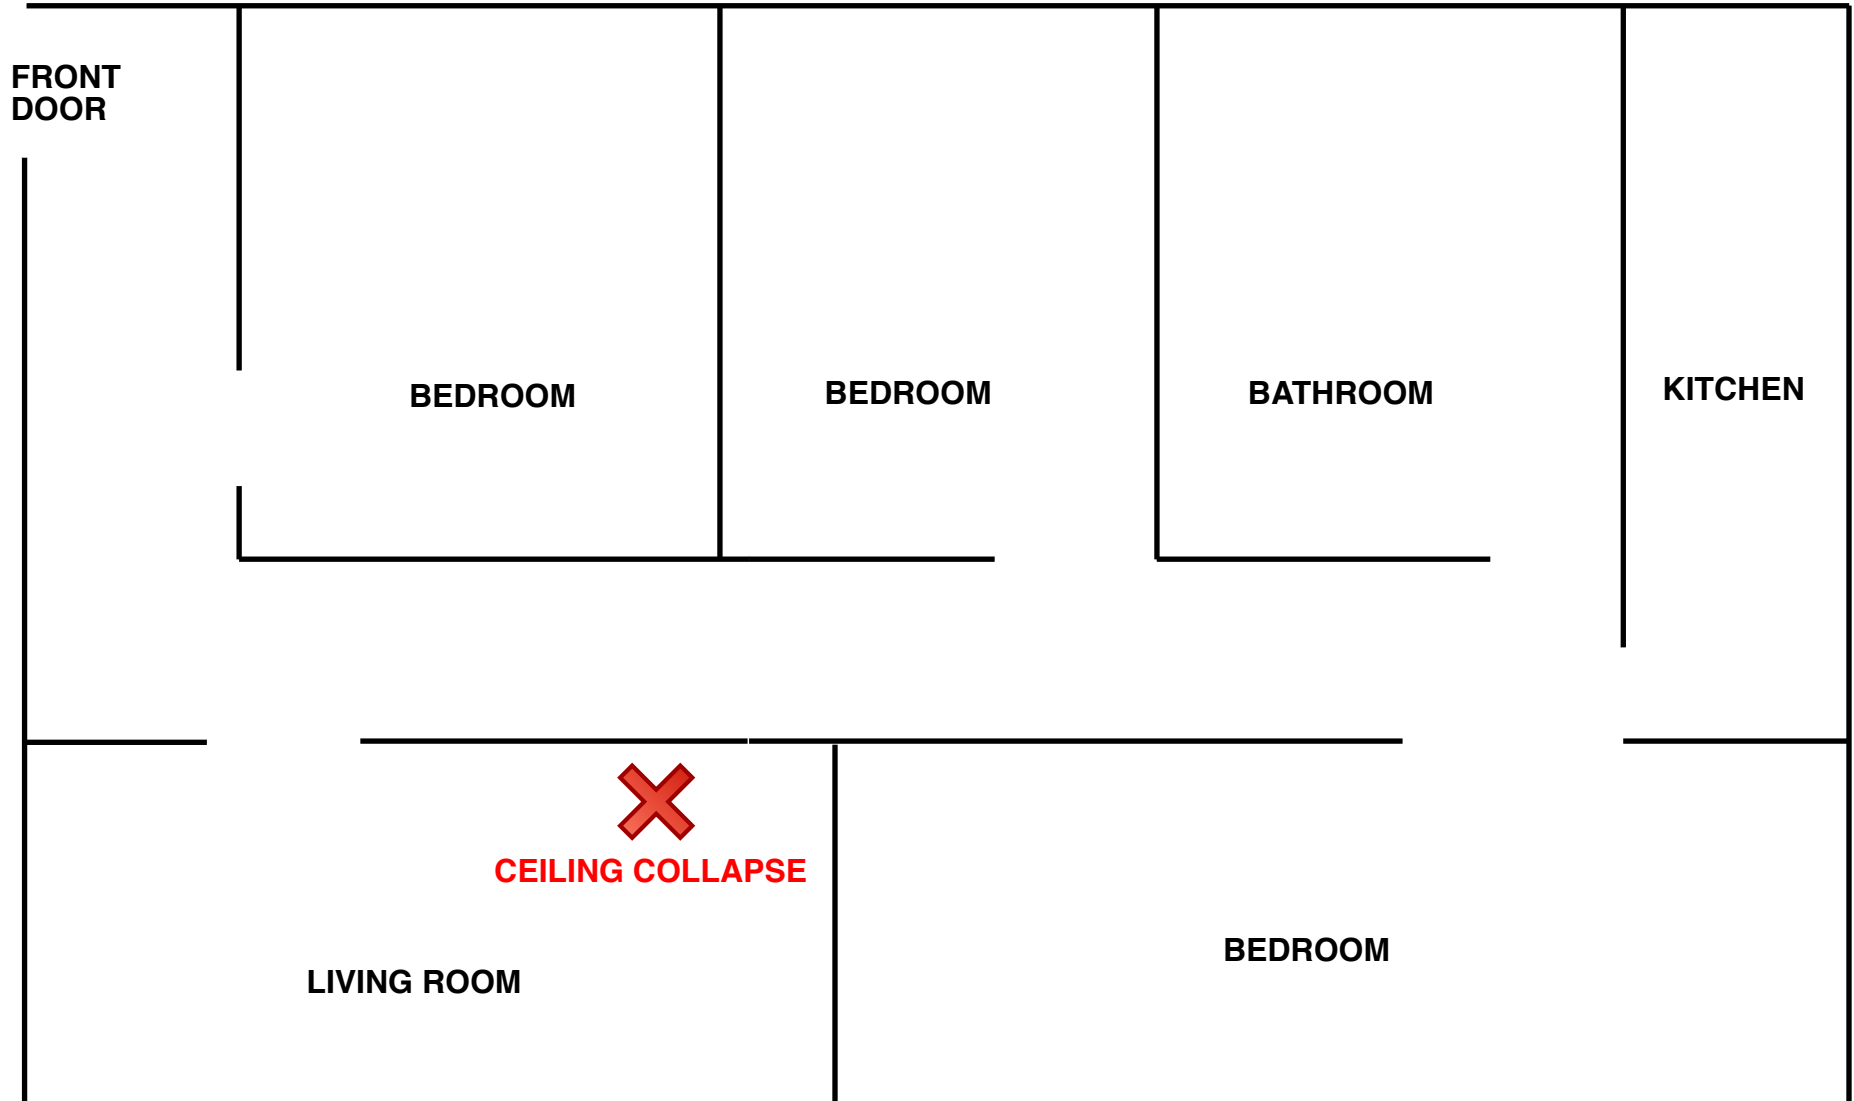 FRONT
DOOR
BEDROOM
BEDROOM
BATHROOM
KITCHEN
CEILING COLLAPSE
LIVING ROOM
BEDROOM